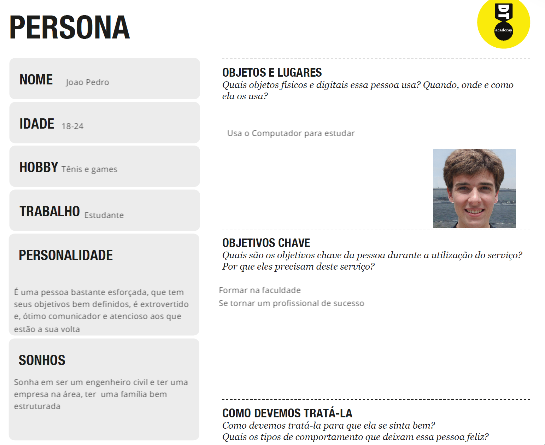 PERSONA
DT
academy
NOME Joao Pedro
IDADE 18-24
HOBBY Tênis e games
TRABALHO Estudante
PERSONALIDADE
É uma pessoa bastante esforçada, que tem
seus objetivos bem definidos, é extrovertido
e, ótimo comunicador e atencioso aos que
estão a sua volta
SONHOS
Sonha em ser um engenheiro civil e ter uma
empresa na área, ter uma família bem
estruturada
OBJETOS E LUGARES
Quais objetos físicos e digitais essa pessoa usa? Quando, onde e como
ela os usa?
Usa o Computador para estudar
OBJETIVOS CHAVE
Quais são os objetivos chave da pessoa durante a utilização do serviço?
Por que eles precisam deste serviço?
Formar na faculdade
Se tornar um profissional de sucesso
COMO DEVEMOS TRATÁ-LA
Como devemos tratá-la para que ela se sinta bem?
Quais os tipos de comportamento que deixam essa pessoa feliz?